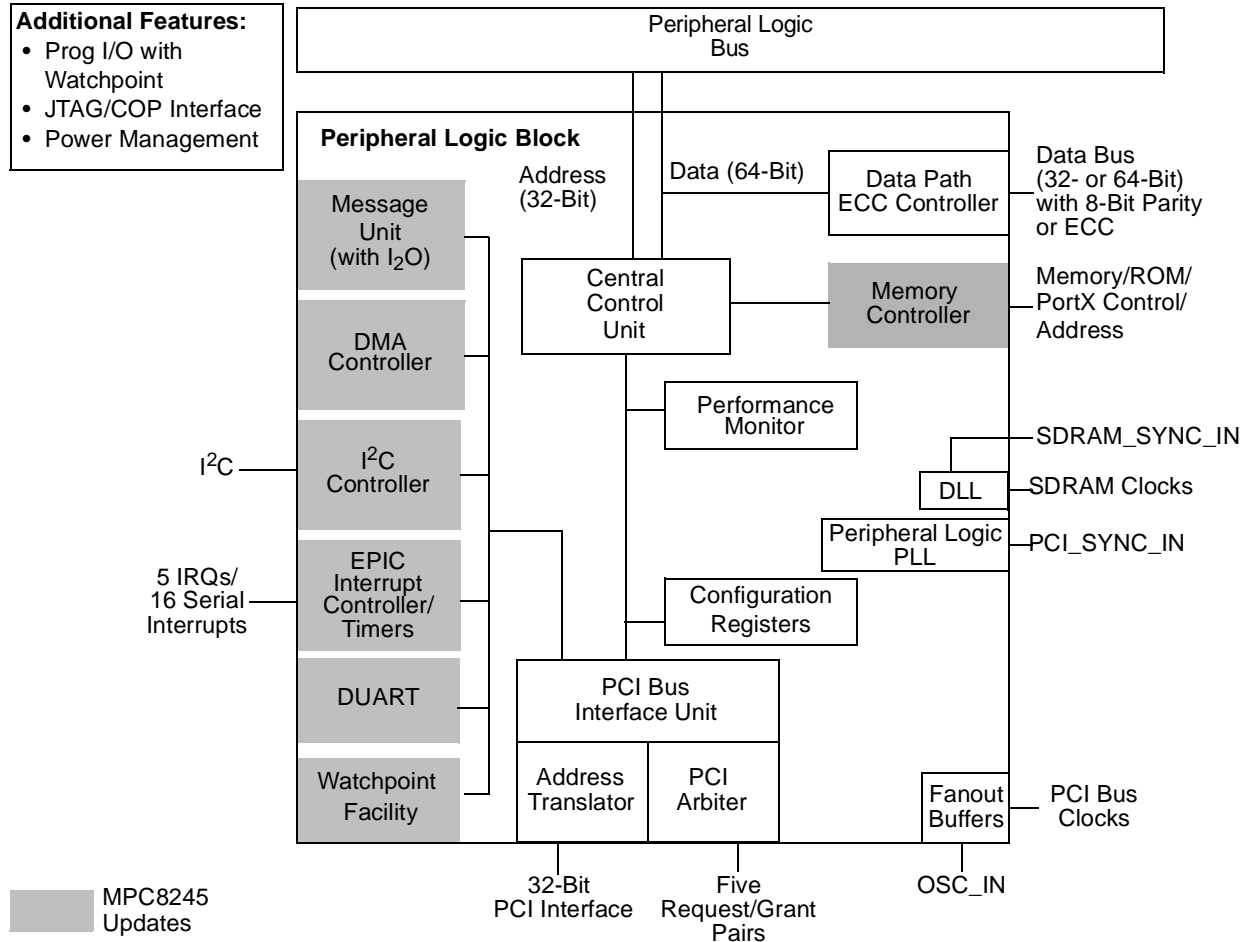 Additional Features:
• Prog I/O with
Watchpoint
• JTAG/COP Interface
• Power Management
Peripheral Logic
Bus
Peripheral Logic Block
Address
(32-Bit)
Data (64-Bit)
Data Path
ECC Controller
Data Bus
(32- or 64-Bit)
with 8-Bit Parity
or ECC
Message
Unit
(with I₂O)
Central
Control
Unit
Memory
Controller
Memory/ROM/
PortX Control/
Address
DMA
Controller
Performance
Monitor
I²C
I²C
Controller
SDRAM_SYNC_IN
DLL
SDRAM Clocks
Peripheral Logic
PLL
PCI_SYNC_IN
5 IRQs/
16 Serial
Interrupts
EPIC
Interrupt
Controller/
Timers
Configuration
Registers
DUART
PCI Bus
Interface Unit
Watchpoint
Facility
Address
Translator
PCI
Arbiter
Fanout
Buffers
PCI Bus
Clocks
32-Bit
PCI Interface
Five
Request/Grant
Pairs
OSC_IN
MPC8245
Updates